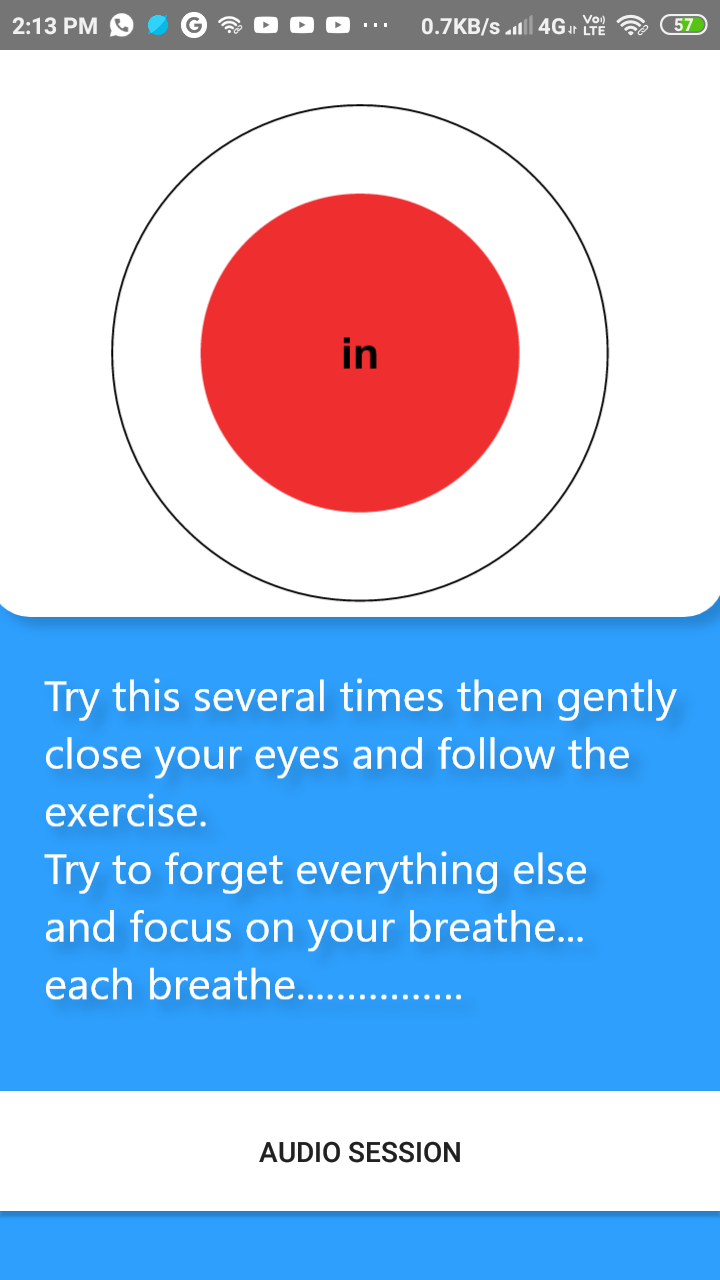 2:13 PM G ... 0.7KB/s 4G Vo) LTE 57
in
Try this several times then gently
close your eyes and follow the
exercise.
Try to forget everything else
and focus on your breathe...
each breathe................
AUDIO SESSION